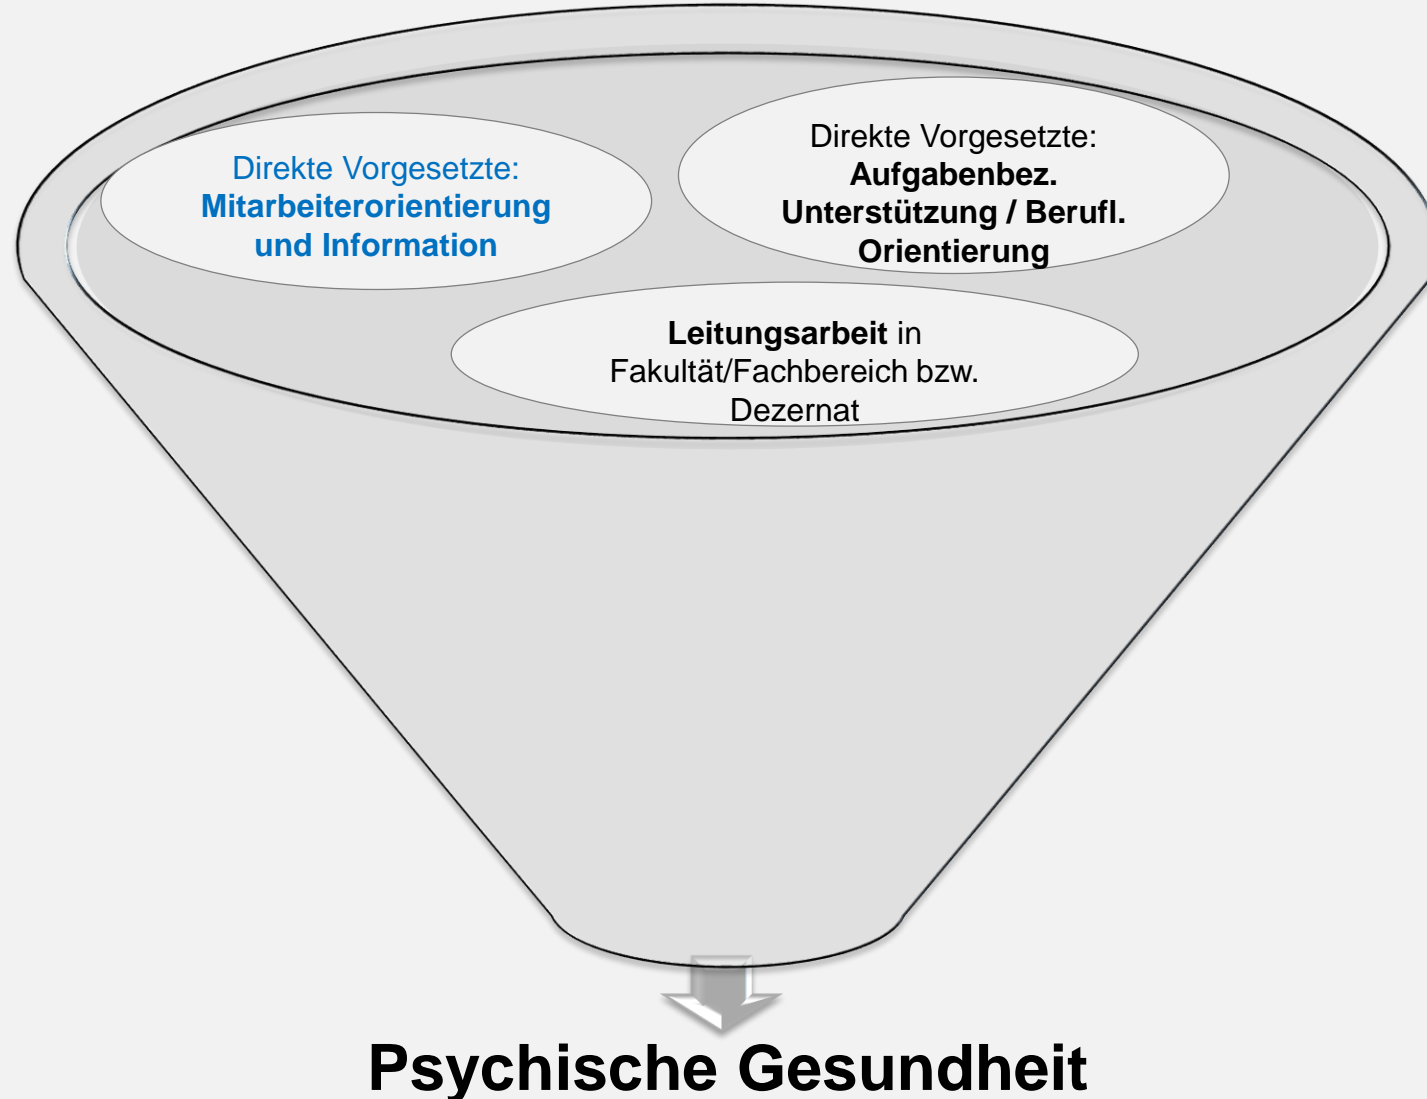 Direkte Vorgesetzte:
Mitarbeiterorientierung
und Information
Direkte Vorgesetzte:
Aufgabenbez.
Unterstützung / Berufl.
Orientierung
Leitungsarbeit in
Fakultät/Fachbereich bzw.
Dezernat
Psychische Gesundheit